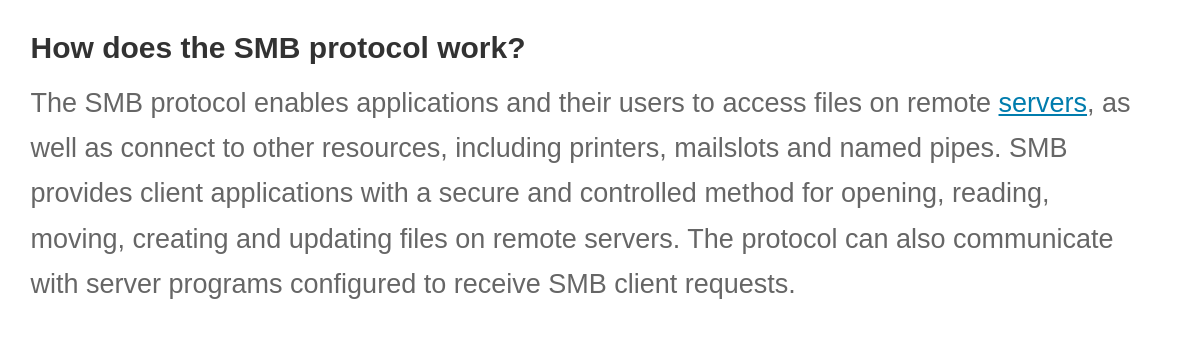 How does the SMB protocol work?
The SMB protocol enables applications and their users to access files on remote servers, as
well as connect to other resources, including printers, mailslots and named pipes. SMB
provides client applications with a secure and controlled method for opening, reading,
moving, creating and updating files on remote servers. The protocol can also communicate
with server programs configured to receive SMB client requests.